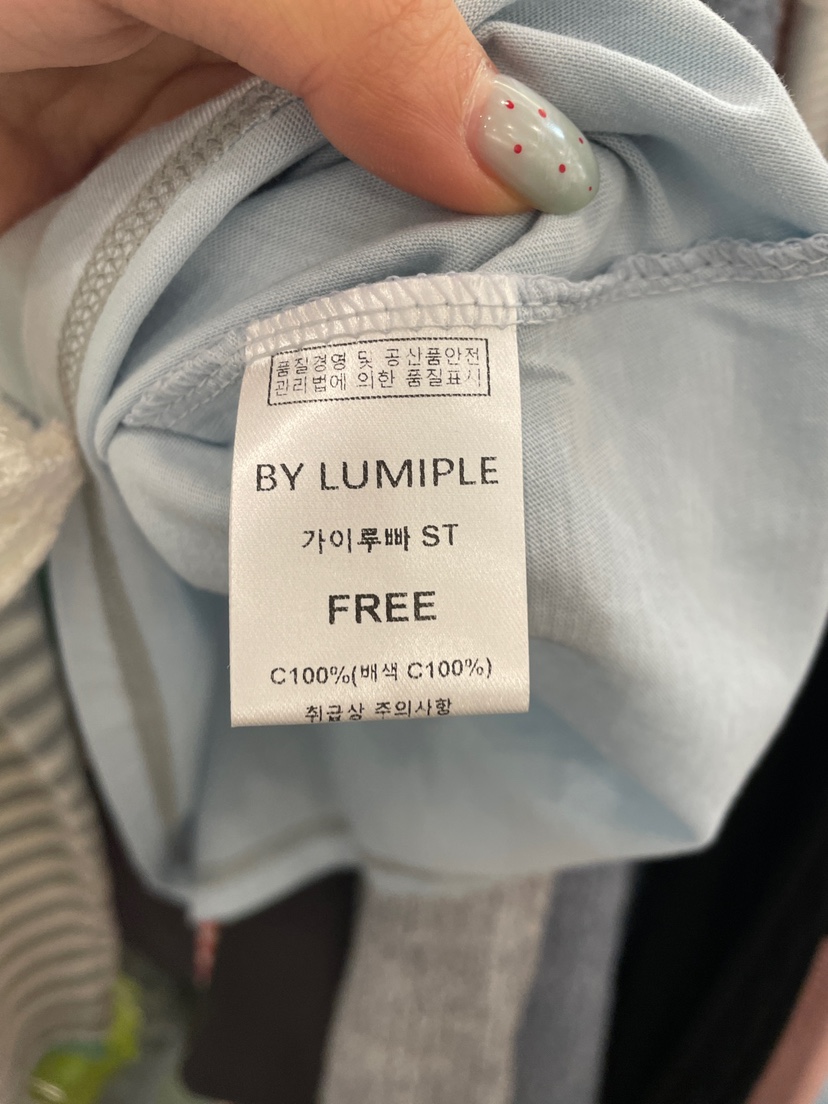 품질경영 및 공산품안전
관리법에 의한 품질표시
BY LUMIPLE
가이루빠 ST
FREE
C100%(배색 C100%)
취급상 주의사항